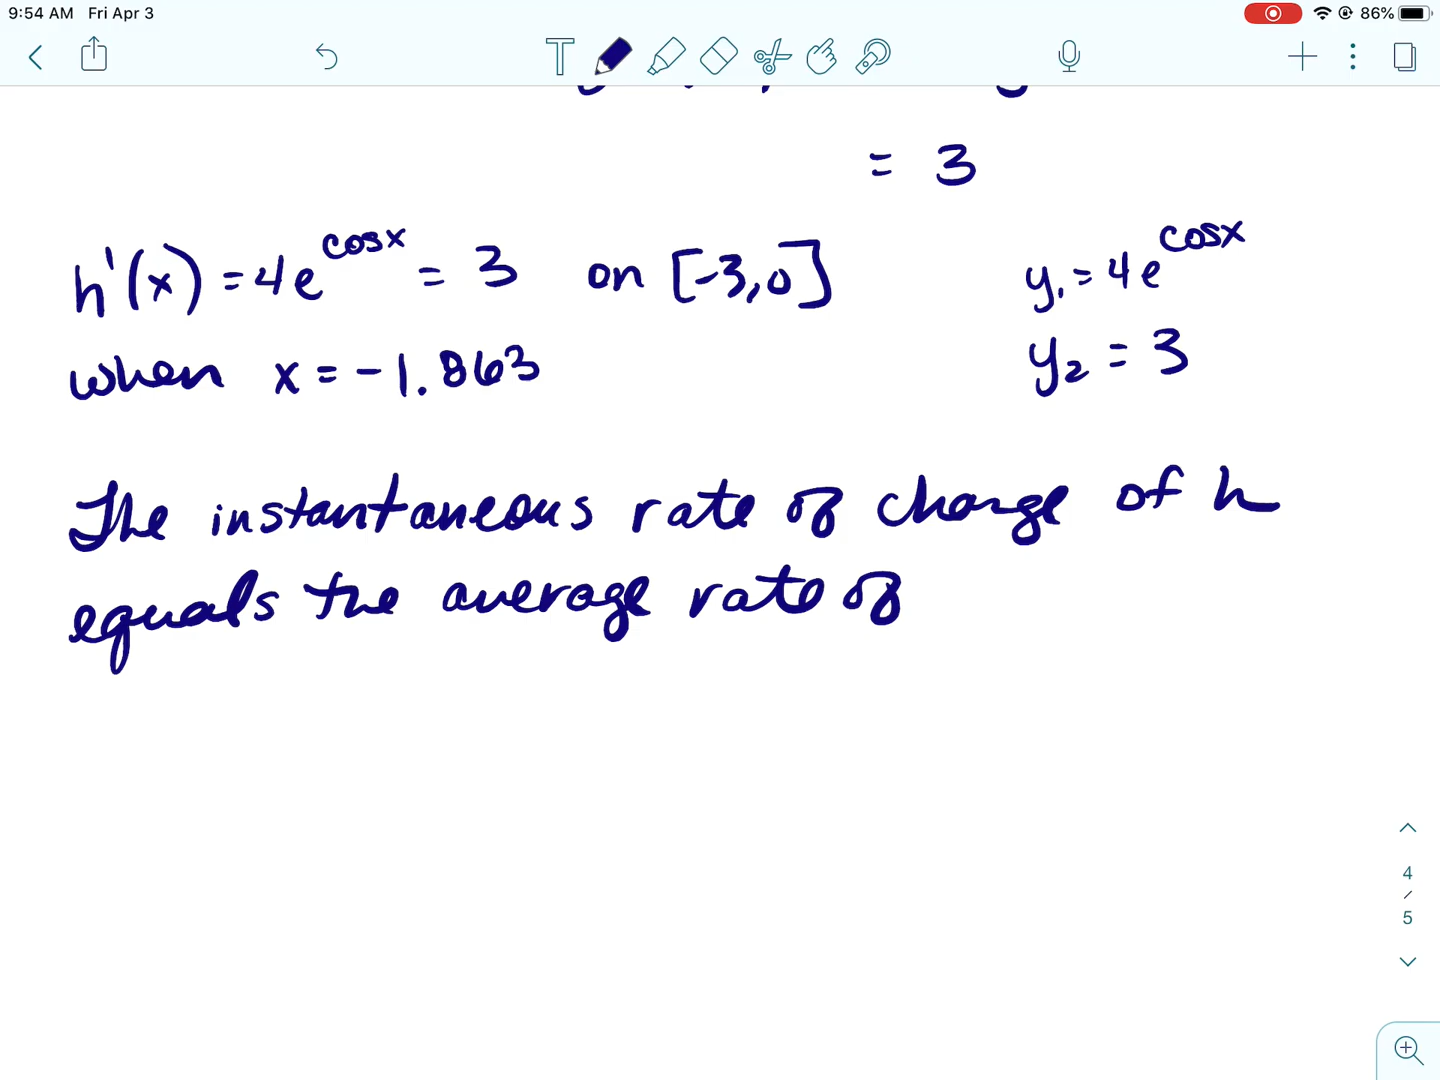 9:54 AM Fri Apr 3 86%
T
= 3
h'(x) = 4e^cosx = 3 on [-3,0] y₁ = 4e^cosx
when x = -1.863 y₂ = 3
The instantaneous rate of change of h
equals the average rate of
4
/
5